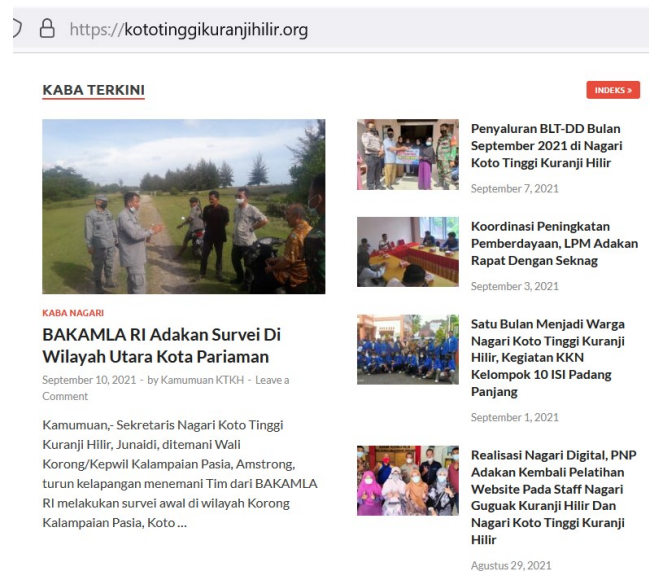 https://kototinggikuranjihilir.org
KABA TERKINI
INDEKS »
KABA NAGARI
BAKAMLA RI Adakan Survei Di
Wilayah Utara Kota Pariaman
September 10, 2021 - by Kamumuan KTKH - Leave a
Comment
Kamumuan,- Sekretaris Nagari Koto Tinggi
Kuranji Hilir, Junaidi, ditemani Wali
Korong/Kepwil Kalampaian Pasia, Amstrong,
turun kelapangan menemani Tim dari BAKAMLA
RI melakukan survei awal di wilayah Korong
Kalampaian Pasia, Koto ...
Penyaluran BLT-DD Bulan
September 2021 di Nagari
Koto Tinggi Kuranji Hilir
September 7, 2021
Koordinasi Peningkatan
Pemberdayaan, LPM Adakan
Rapat Dengan Seknag
September 3, 2021
Satu Bulan Menjadi Warga
Nagari Koto Tinggi Kuranji
Hilir, Kegiatan KKN
Kelompok 10 ISI Padang
Panjang
September 1, 2021
Realisasi Nagari Digital, PNP
Adakan Kembali Pelatihan
Website Pada Staff Nagari
Guguak Kuranji Hilir Dan
Nagari Koto Tinggi Kuranji
Hilir
Agustus 29, 2021